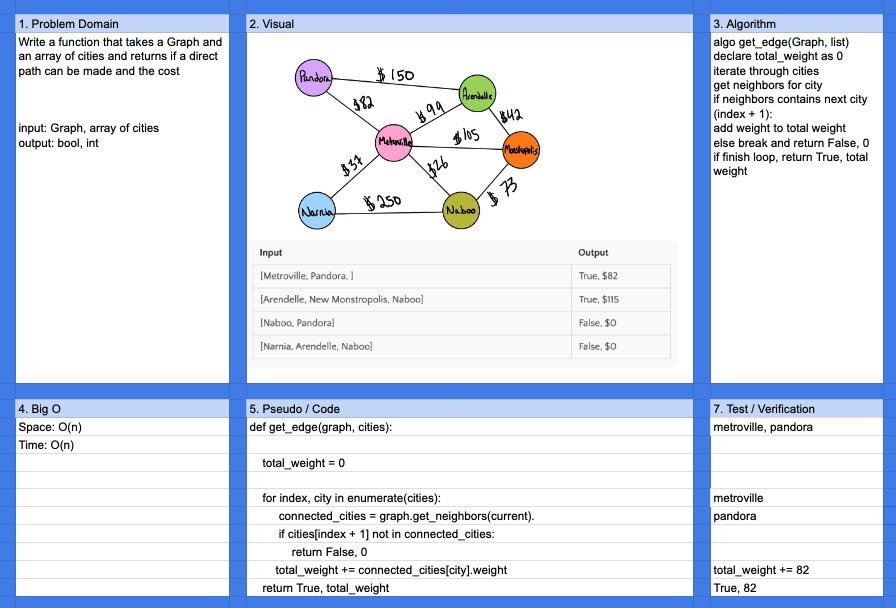 1. Problem Domain
Write a function that takes a Graph and
an array of cities and returns if a direct
path can be made and the cost
input: Graph, array of cities
output: bool, int
2. Visual
Pandora
$150
Arendelle
$82
$99
$42
Metroville
$105
Monstropolis
$37
$26
$73
Narnia
$250
Naboo
Input Output
[Metroville, Pandora, ] True, $82
[Arendelle, New Monstropolis, Naboo] True, $115
[Naboo, Pandora] False, $0
[Narnia, Arendelle, Naboo] False, $0
3. Algorithm
algo get_edge(Graph, list)
declare total_weight as 0
iterate through cities
get neighbors for city
if neighbors contains next city
(index + 1):
add weight to total weight
else break and return False, 0
if finish loop, return True, total
weight
4. Big O
Space: O(n)
Time: O(n)
5. Pseudo / Code
def get_edge(graph, cities):
total_weight = 0
for index, city in enumerate(cities):
connected_cities = graph.get_neighbors(current).
if cities[index + 1] not in connected_cities:
return False, 0
total_weight += connected_cities[city].weight
return True, total_weight
7. Test / Verification
metroville, pandora
metroville
pandora
total_weight += 82
True, 82